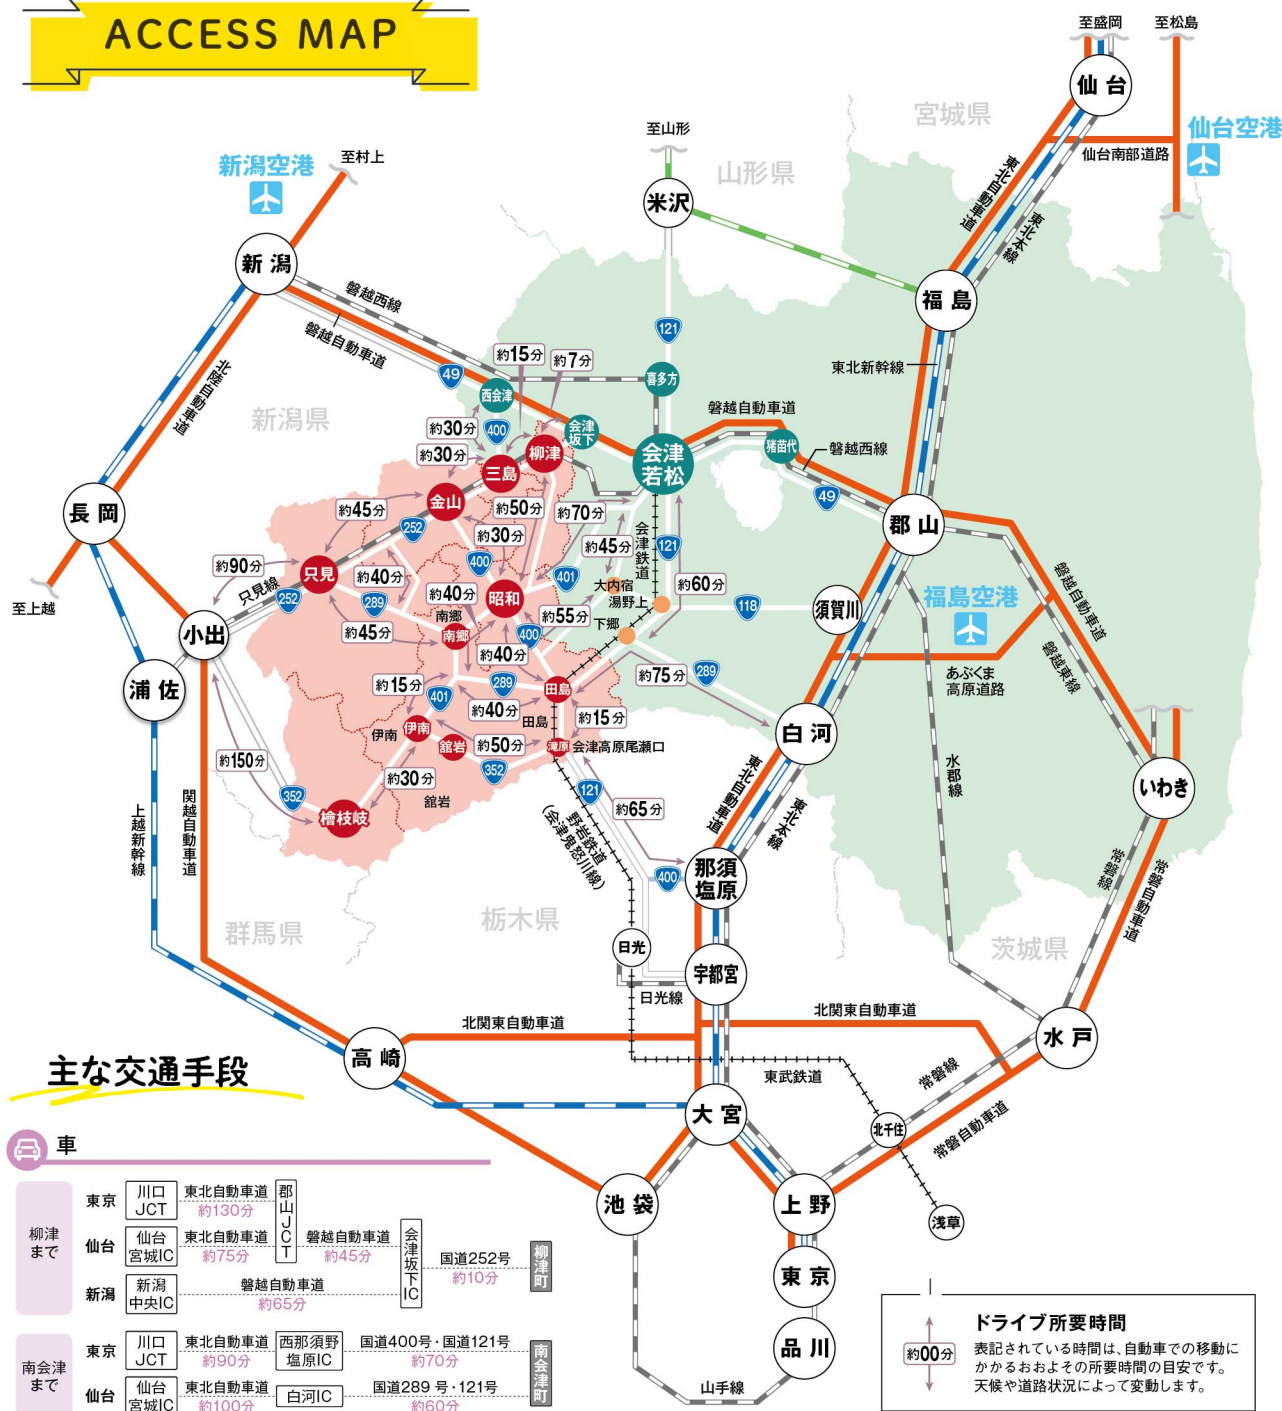 ACCESS MAP
至盛岡
至松島
仙台
宮城県
仙台空港
仙台南部道路
至山形
山形県
米沢
東北自動車道
東北本線
新潟空港
至村上
新潟
福島
磐越西線
磐越自動車道
121
東北新幹線
北陸自動車道
49
約15分
約7分
西会津
喜多方
新潟県
約30分
400
会津
坂下
磐越自動車道
会津
若松
猪苗代
磐越西線
49
約30分
三島
柳津
長岡
約45分
金山
約50分
約70分
252
約30分
約45分
会津鉄道
121
郡山
約90分
只見
約40分
400
401
大内宿
約60分
磐越自動車道
只見線
252
289
約40分
昭和
湯野上
118
須賀川
福島空港
至上越
小出
約45分
南郷
南郷
約55分
400
下郷
約40分
磐越東線
あぶくま
高原道路
浦佐
約15分
401
289
田島
約75分
289
伊南
伊南
約40分
田島
約15分
白河
約150分
舘岩
約50分
滝原
会津高原尾瀬口
352
352
約30分
121
舘岩
檜枝岐
約65分
東北自動車道
東北本線
水郡線
いわき
上越新幹線
関越自動車道
野岩鉄道
(会津鬼怒川線)
400
那須
塩原
常磐線
常磐自動車道
群馬県
栃木県
茨城県
日光
宇都宮
日光線
北関東自動車道
北関東自動車道
水戸
高崎
東武鉄道
常磐線
大宮
北千住
常磐自動車道
池袋
上野
浅草
東京
品川
山手線
主な交通手段
車
柳津
まで
東京
川口
JCT
東北自動車道
約130分
郡山JCT
仙台
仙台
宮城IC
東北自動車道
約75分
磐越自動車道
約45分
会津坂下IC
国道252号
約10分
柳津町
新潟
新潟
中央IC
磐越自動車道
約65分
南会津
まで
東京
川口
JCT
東北自動車道
約90分
西那須野
塩原IC
国道400号・国道121号
約70分
南会津町
仙台
仙台
宮城IC
東北自動車道
約100分
白河IC
国道289 号・121号
約60分
ドライブ所要時間
約00分
表記されている時間は、自動車での移動に
かかるおおよその所要時間の目安です。
天候や道路状況によって変動します。